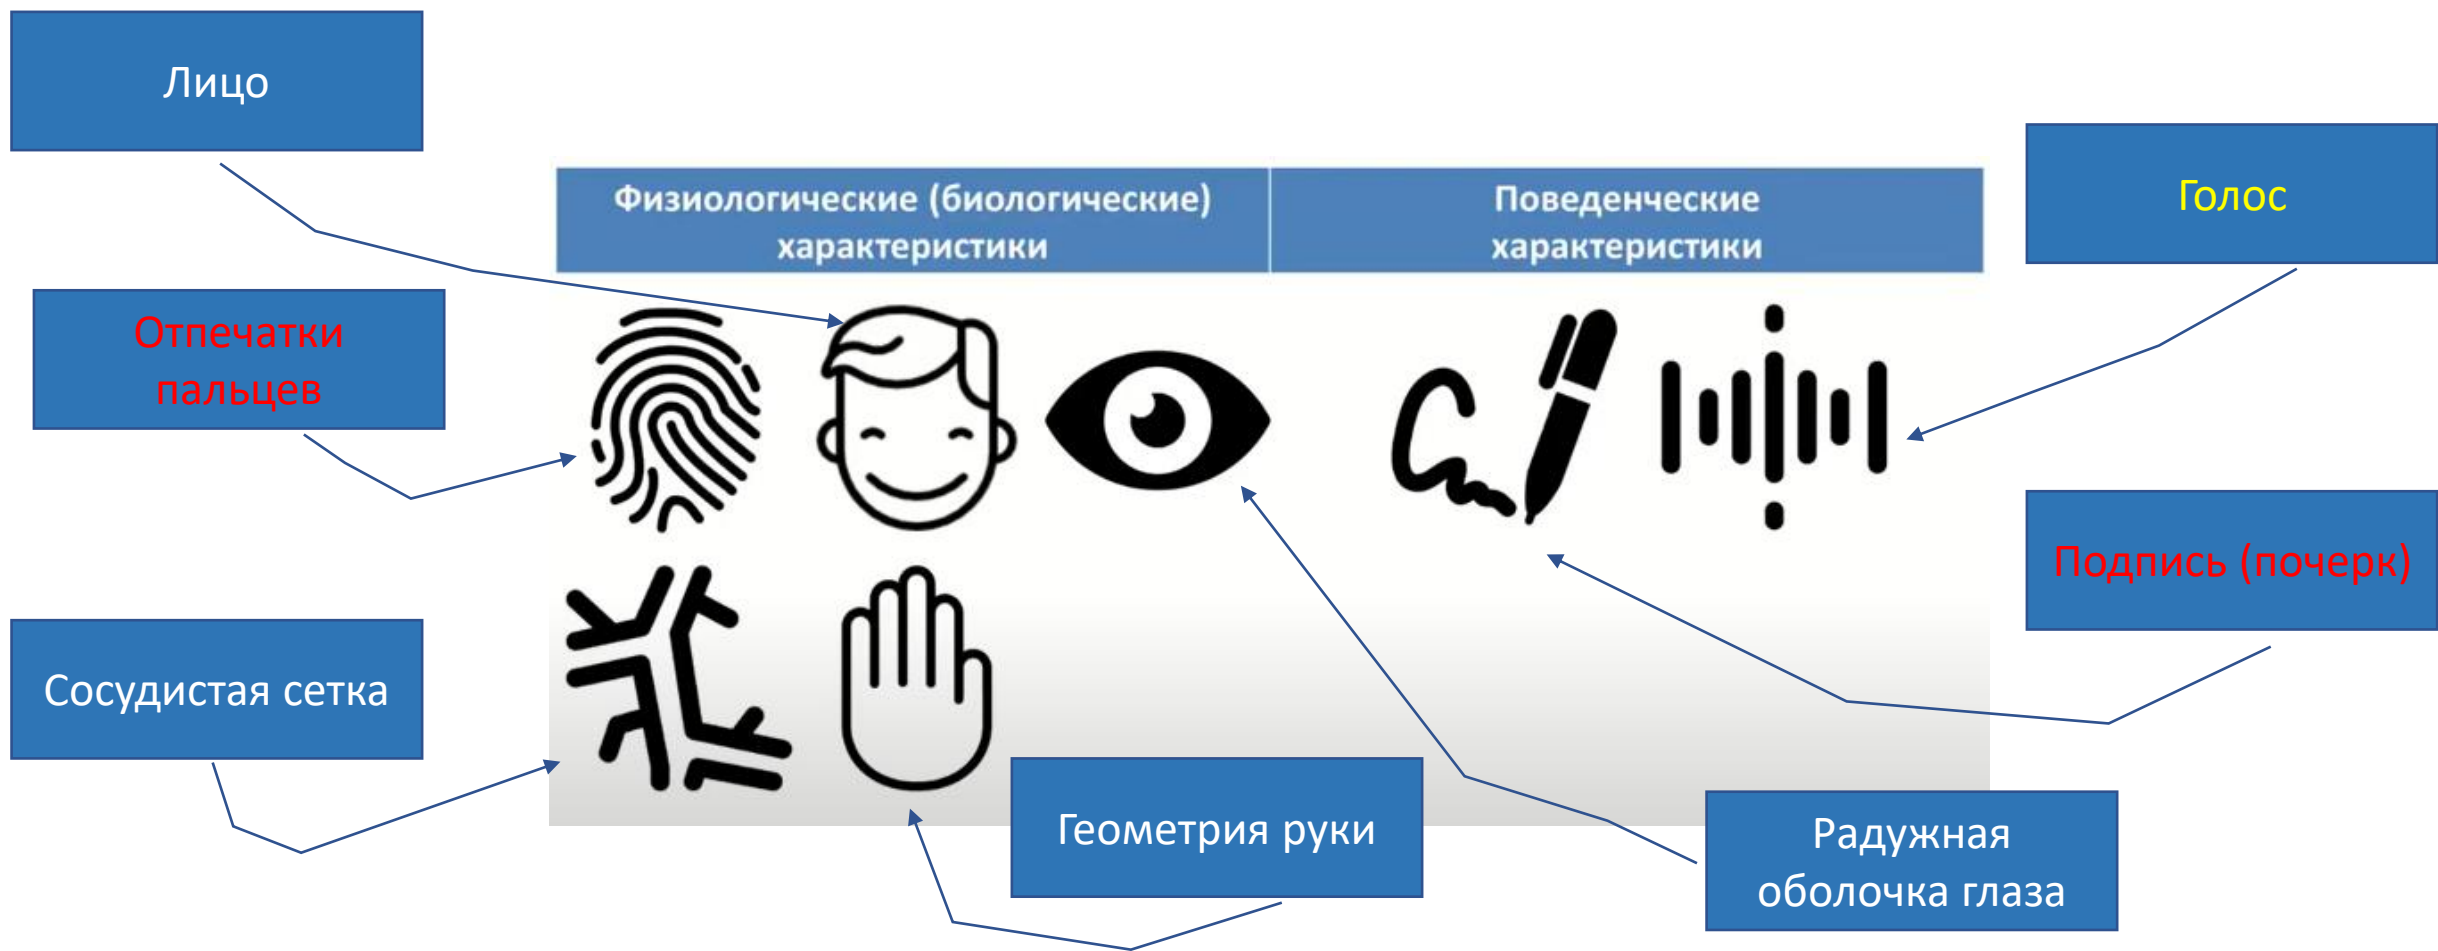 Лицо
Физиологические (биологические)
характеристики
Поведенческие
характеристики
Голос
Отпечатки
пальцев
Подпись (почерк)
Сосудистая сетка
Геометрия руки
Радужная
оболочка глаза